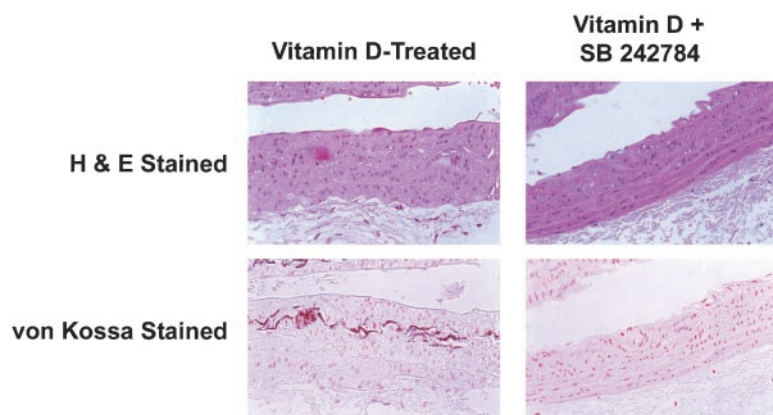 Vitamin D-Treated
Vitamin D +
SB 242784
H & E Stained
von Kossa Stained